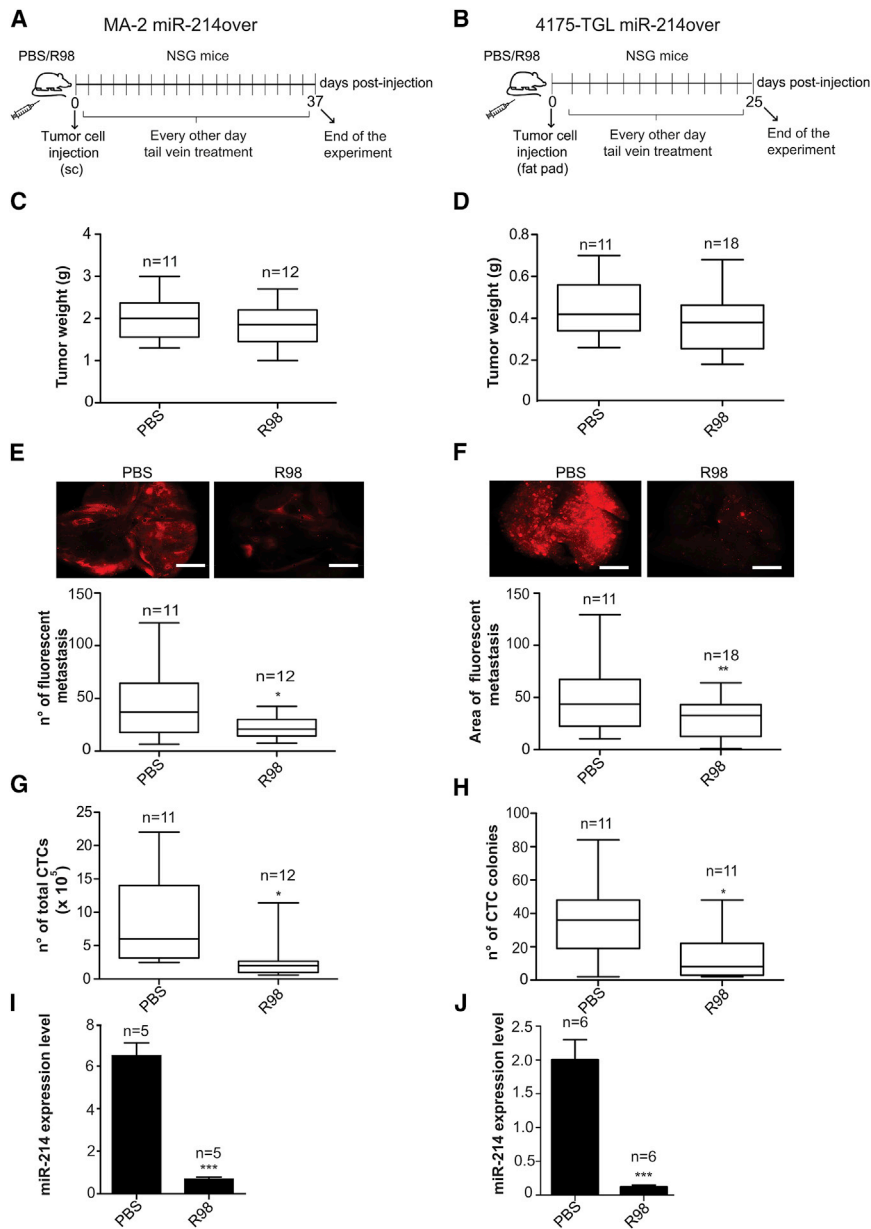 A
MA-2 miR-214over
PBS/R98
NSG mice
days post-injection
0
37
Tumor cell
injection
(sc)
Every other day
tail vein treatment
End of the
experiment
B
4175-TGL miR-214over
PBS/R98
NSG mice
days post-injection
0
25
Tumor cell
injection
(fat pad)
Every other day
tail vein treatment
End of the
experiment
C
Tumor weight (g)
4
3
2
1
0
n=11
n=12
PBS
R98
D
Tumor weight (g)
0.8
0.6
0.4
0.2
0
n=11
n=18
PBS
R98
E
PBS
R98
n° of fluorescent
metastasis
150
100
50
0
n=11
n=12
*
PBS
R98
F
PBS
R98
Area of fluorescent
metastasis
150
100
50
0
n=11
n=18
**
PBS
R98
G
n° of total CTCs
(x 10⁵)
25
20
15
10
5
0
n=11
n=12
*
PBS
R98
H
n° of CTC colonies
100
80
60
40
20
0
n=11
n=11
*
PBS
R98
I
miR-214 expression level
8
6
4
2
0
n=5
n=5
***
PBS
R98
J
miR-214 expression level
2.5
2.0
1.5
1.0
0.5
0
n=6
n=6
***
PBS
R98